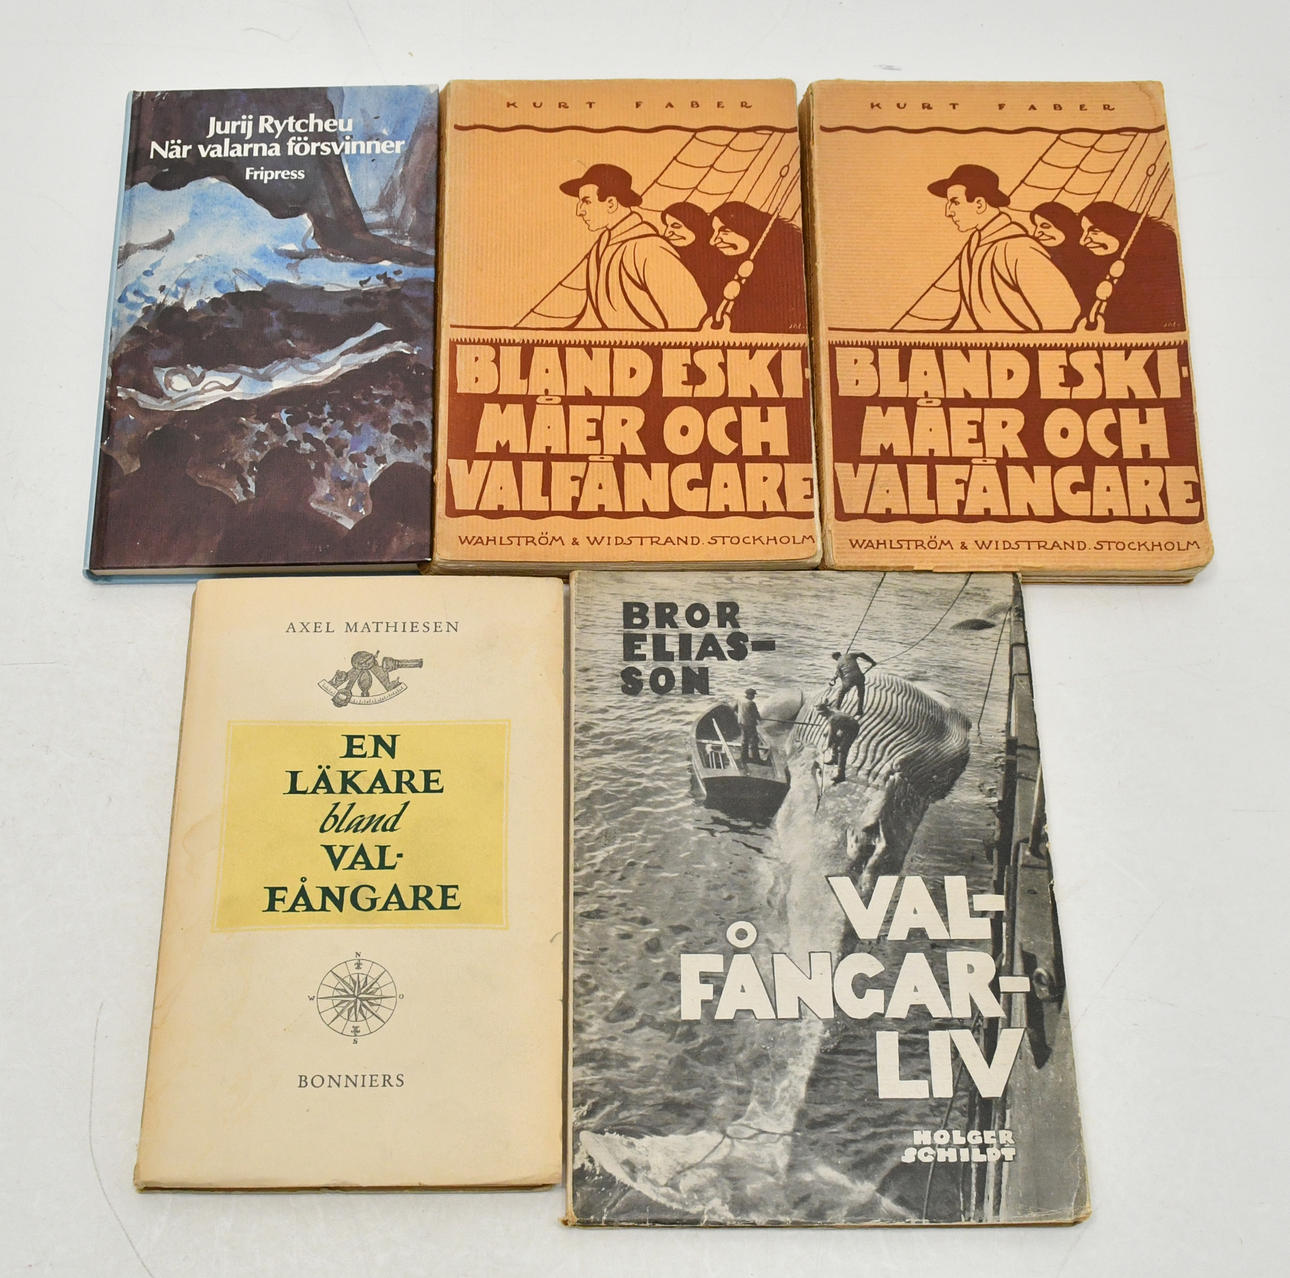 Jurij Rytcheu
När valarna försvinner
Fripress
KURT FABER
BLAND ESKI-
MÅER OCH
VALFÅNGARE
WAHLSTRÖM & WIDSTRAND. STOCKHOLM
KURT FABER
BLAND ESKI-
MÅER OCH
VALFÅNGARE
WAHLSTRÖM & WIDSTRAND. STOCKHOLM
AXEL MATHIESEN
EN
LÄKARE
bland
VAL-
FÅNGARE
N
W O
S
BONNIERS
BROR
ELIAS-
SON
VAL-
FÅNGAR-
LIV
HOLGER
SCHILDT